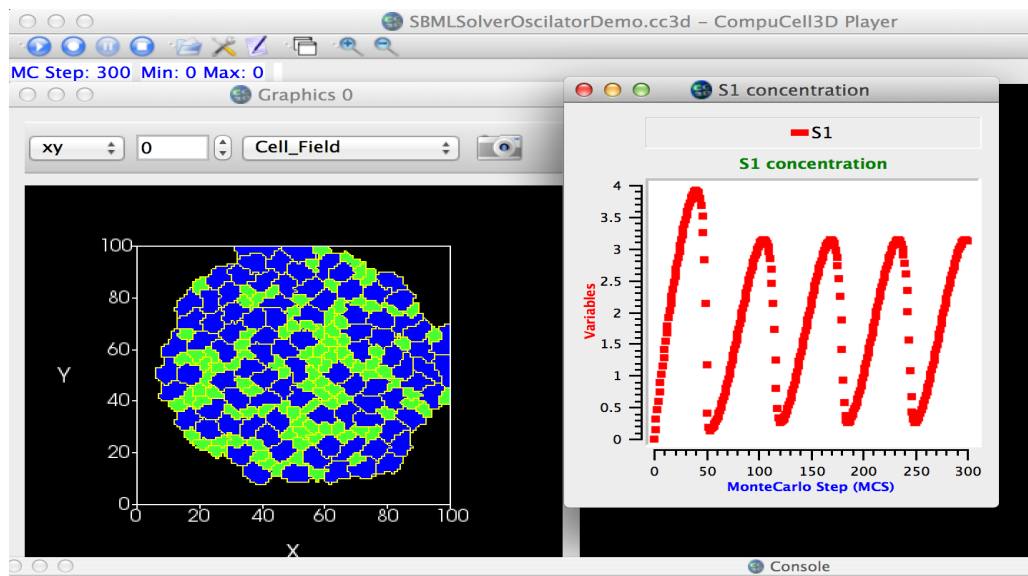 SBMLSolverOscilatorDemo.cc3d – CompuCell3D Player
MC Step: 300 Min: 0 Max: 0
Graphics 0
xy 0 Cell_Field
100
80
60
Y
40
20
0
0 20 40 60 80 100
X
S1 concentration
S1
S1 concentration
4
3.5
3
2.5
Variables
2
1.5
1
0.5
0
0 50 100 150 200 250 300
MonteCarlo Step (MCS)
Console